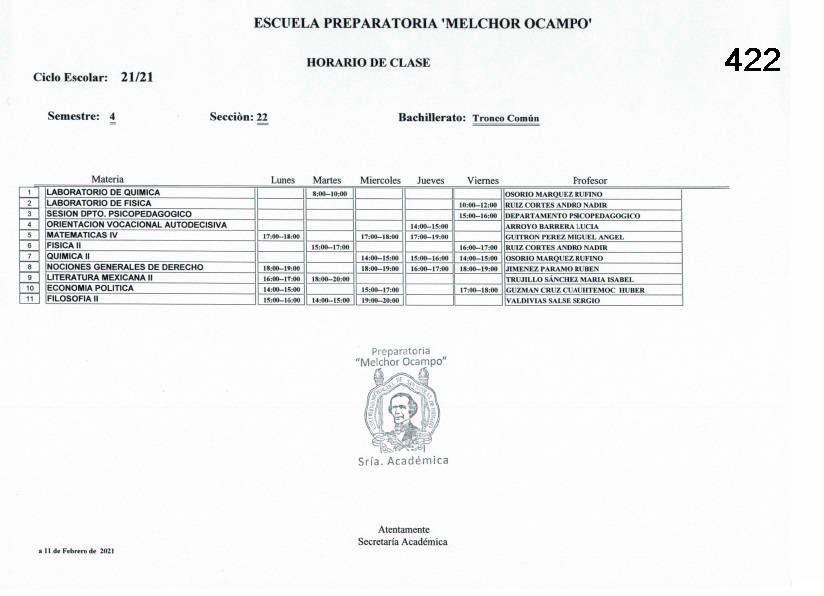 ESCUELA PREPARATORIA 'MELCHOR OCAMPO'
HORARIO DE CLASE
422
Ciclo Escolar: 21/21
Semestre: 4 Secciòn: 22 Bachillerato: Tronco Común
Materia Lunes Martes Miercoles Jueves Viernes Profesor
1 LABORATORIO DE QUIMICA 8:00--10:00 OSORIO MARQUEZ RUFINO
2 LABORATORIO DE FISICA 10:00--12:00 RUIZ CORTES ANDRO NADIR
3 SESION DPTO. PSICOPEDAGOGICO 15:00--16:00 DEPARTAMENTO PSICOPEDAGOGICO
4 ORIENTACION VOCACIONAL AUTODECISIVA 14:00--15:00 ARROYO BARRERA LUCIA
5 MATEMATICAS IV 17:00--18:00 17:00--18:00 17:00--19:00 GUITRON PEREZ MIGUEL ANGEL
6 FISICA II 15:00--17:00 16:00--17:00 RUIZ CORTES ANDRO NADIR
7 QUIMICA II 14:00--15:00 15:00--16:00 14:00--15:00 OSORIO MARQUEZ RUFINO
8 NOCIONES GENERALES DE DERECHO 18:00--19:00 18:00--19:00 16:00--17:00 18:00--19:00 JIMENEZ PARAMO RUBEN
9 LITERATURA MEXICANA II 16:00--17:00 18:00--20:00 TRUJILLO SÁNCHEZ MARIA ISABEL
10 ECONOMIA POLITICA 14:00--15:00 15:00--17:00 17:00--18:00 GUZMAN CRUZ CUAUHTEMOC HUBER
11 FILOSOFIA II 15:00--16:00 14:00--15:00 19:00--20:00 VALDIVIAS SALSE SERGIO
Preparatoria
"Melchor Ocampo"
Sría. Académica
Atentamente
Secretaría Académica
a 11 de Febrero de 2021